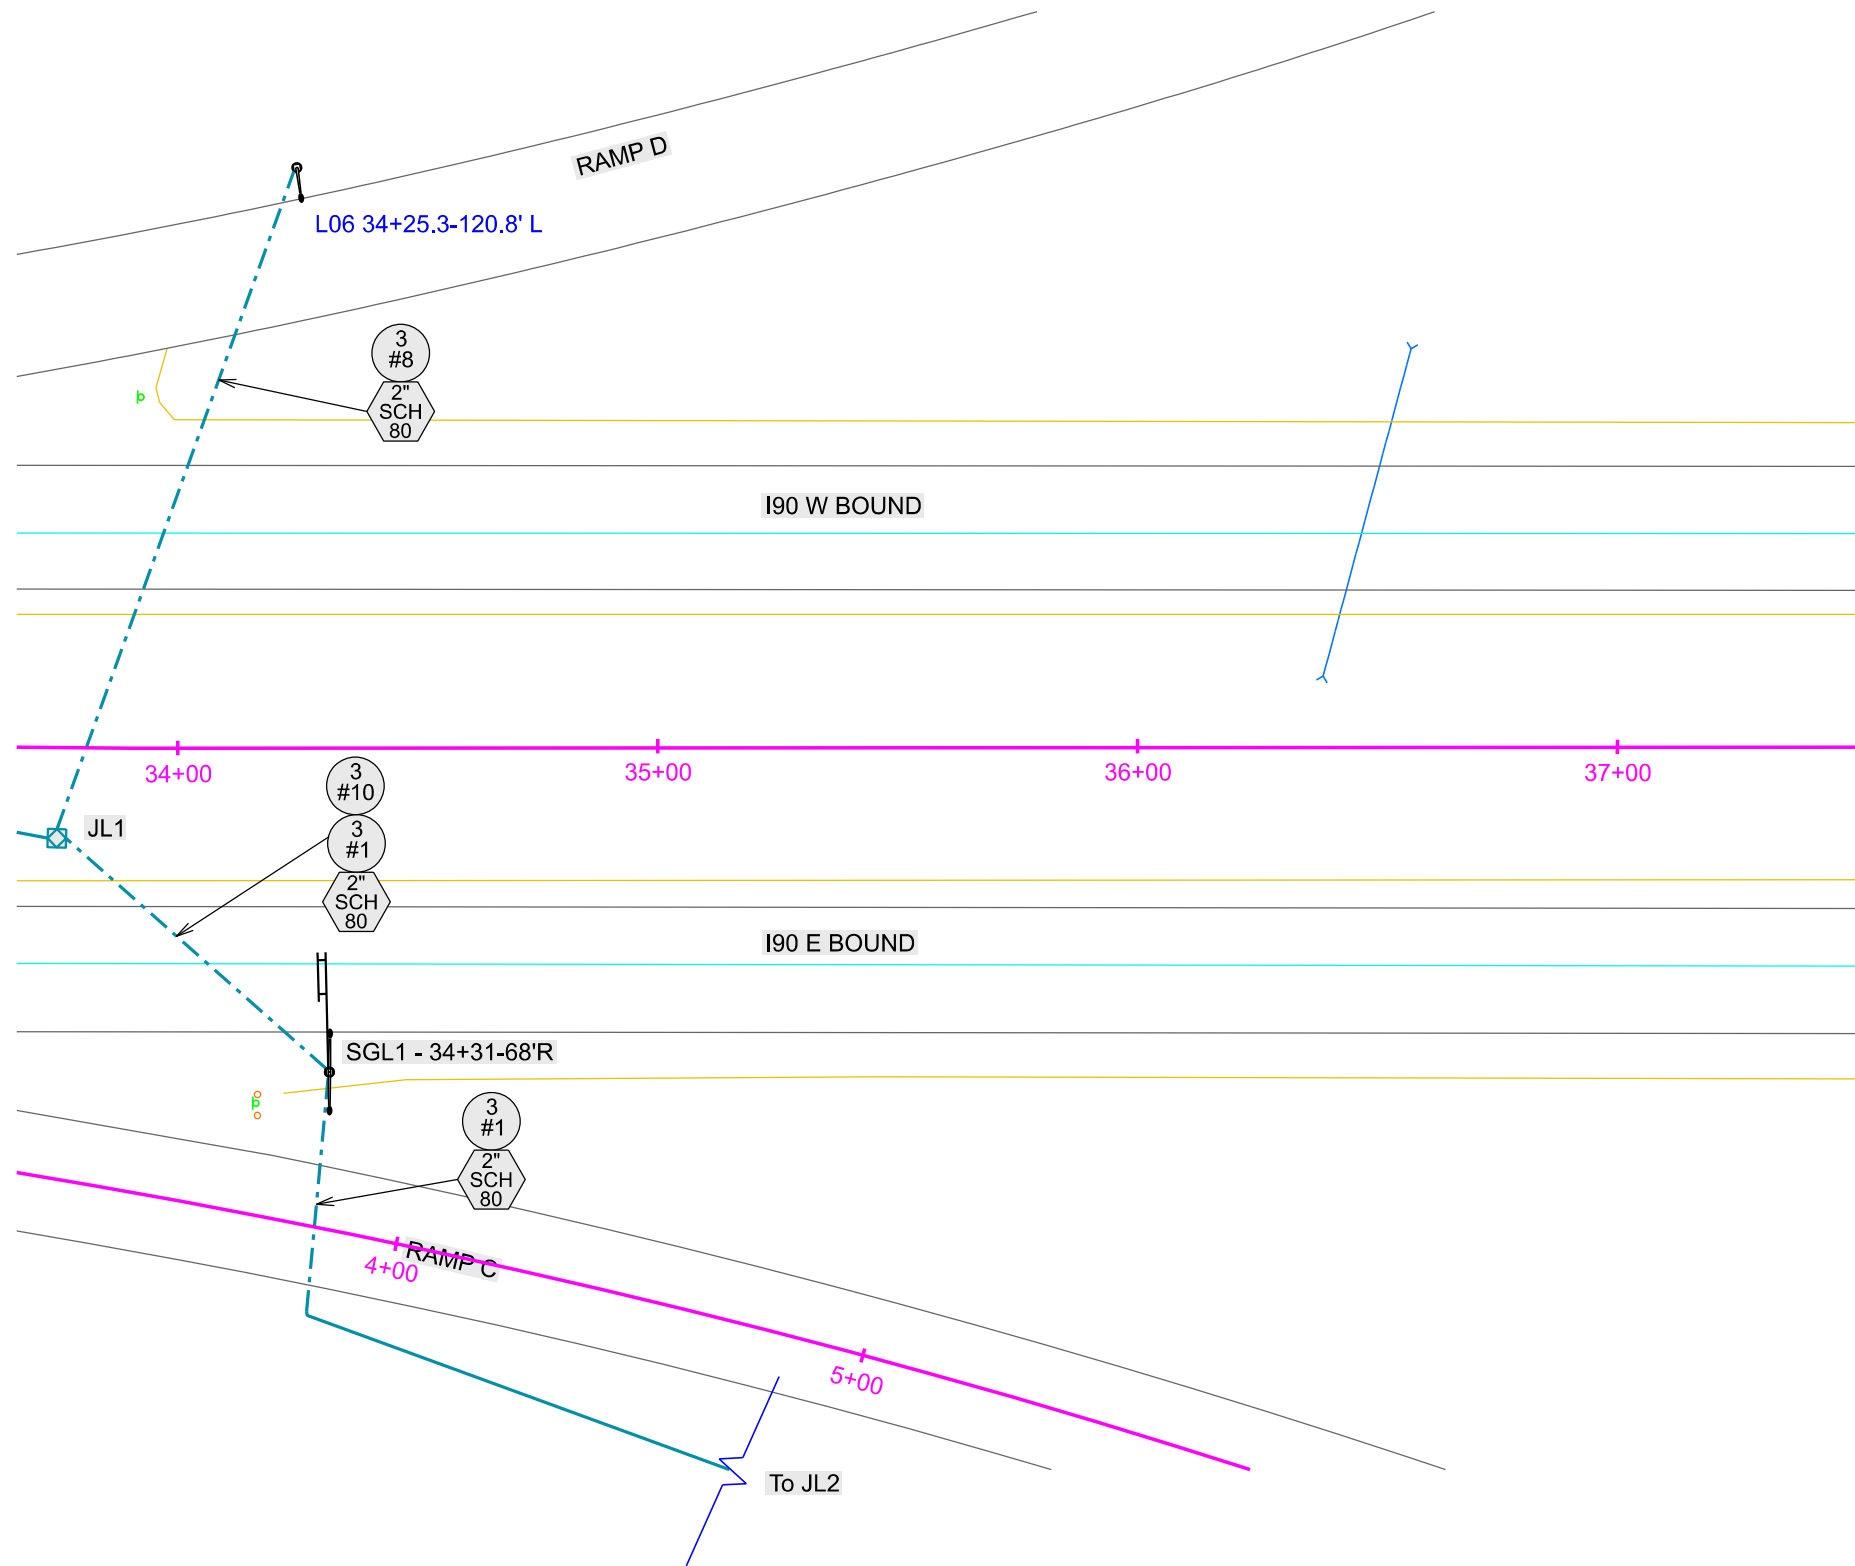 RAMP D
L06 34+25.3-120.8' L
3
#8
2"
SCH
80
I90 W BOUND
34+00
35+00
36+00
37+00
3
#10
JL1
3
#1
2"
SCH
80
I90 E BOUND
SGL1 - 34+31-68'R
3
#1
2"
SCH
80
RAMP C
4+00
5+00
To JL2